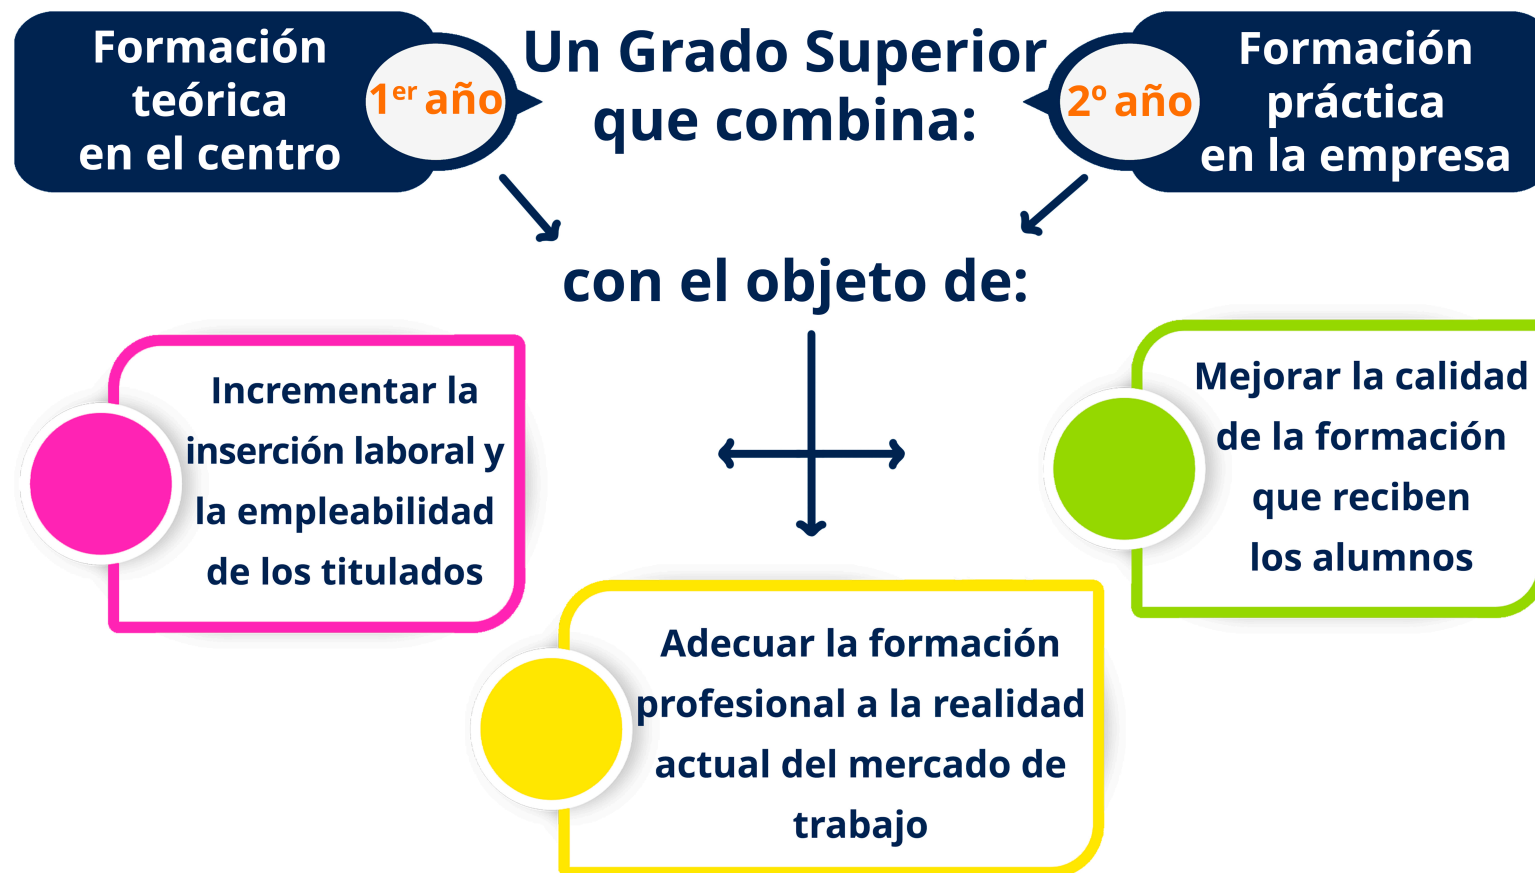 Formación
teórica
en el centro
1er año
Un Grado Superior
que combina:
2º año
Formación
práctica
en la empresa
con el objeto de:
Incrementar la
inserción laboral y
la empleabilidad
de los titulados
Adecuar la formación
profesional a la realidad
actual del mercado de
trabajo
Mejorar la calidad
de la formación
que reciben
los alumnos